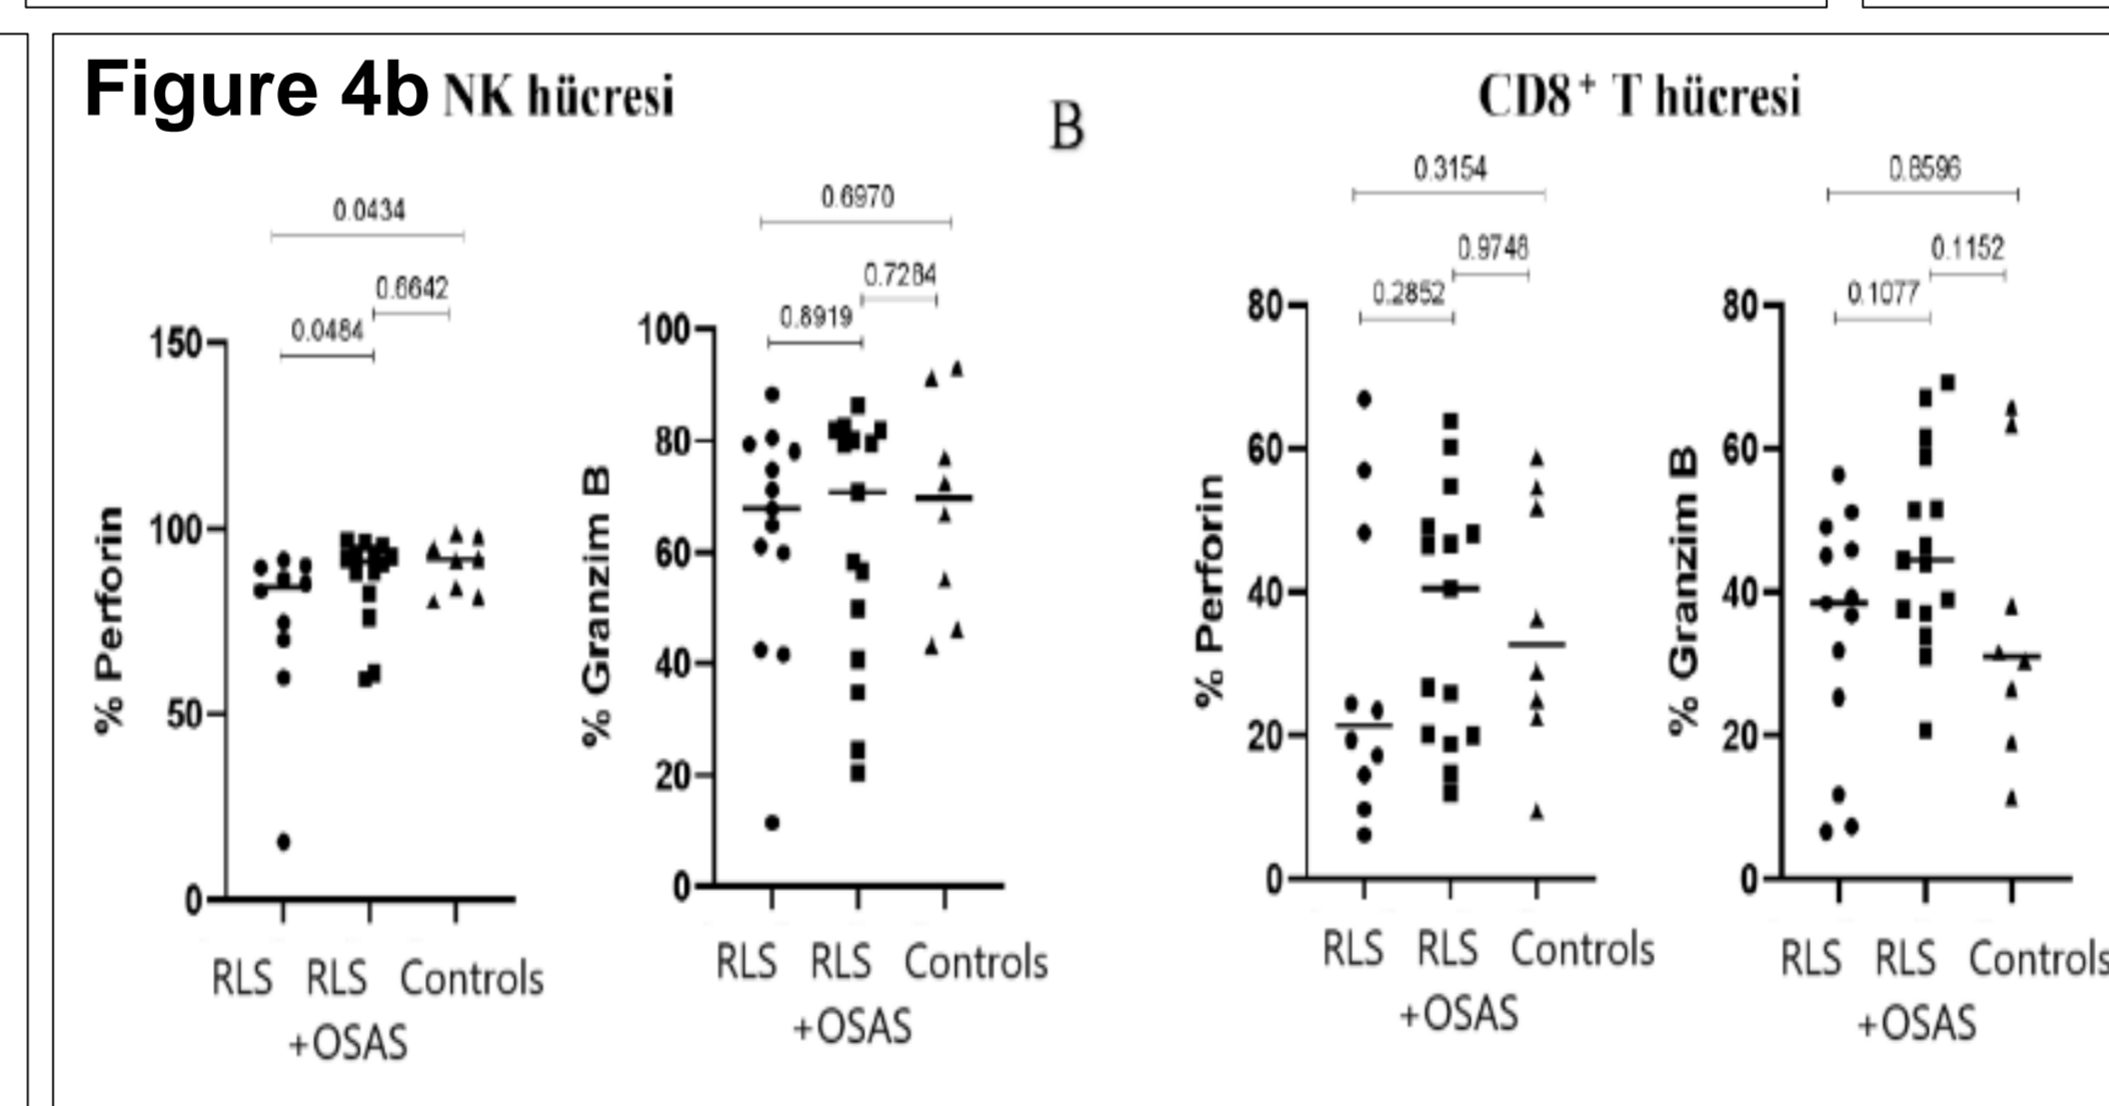 Figure 4b NK hücresi
B
CD8⁺ T hücresi
0.0434
0.6642
0.0484
150
100
50
0
% Perforin
RLS RLS Controls
+OSAS
0.6970
0.7284
0.8919
100
80
60
40
20
0
% Granzim B
RLS RLS Controls
+OSAS
0.3154
0.9746
0.2852
80
60
40
20
0
% Perforin
RLS RLS Controls
+OSAS
0.8596
0.1152
0.1077
80
60
40
20
0
% Granzim B
RLS RLS Controls
+OSAS